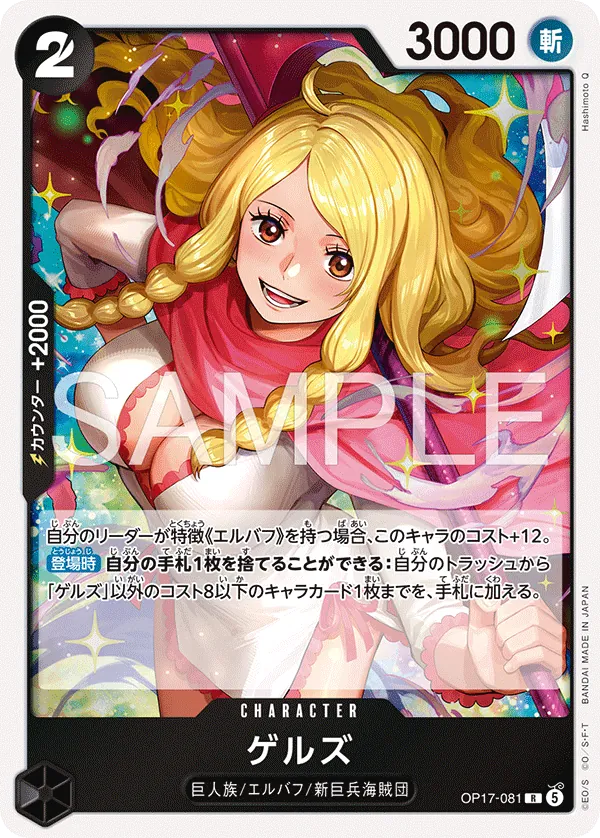 2
3000
斬
Hashimoto Q
カウンター +2000
SAMPLE
自分のリーダーが特徴《エルバフ》を持つ場合、このキャラのコスト+12。
登場時 自分の手札1枚を捨てることができる：自分のトラッシュから
「ゲルズ」以外のコスト8以下のキャラカード1枚までを、手札に加える。
CHARACTER
ゲルズ
巨人族/エルバフ/新巨兵海賊団
OP17-081 R 5
©E.O/S ©O/S・F・T BANDAI MADE IN JAPAN